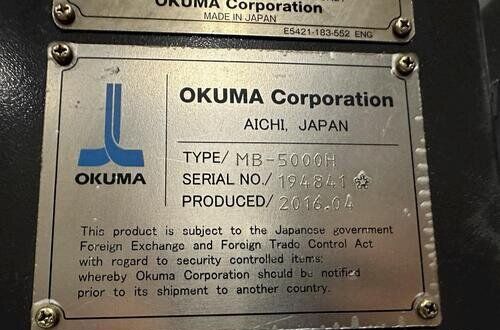 OKUMA Corporation
MADE IN JAPAN
E5421-183-552 ENG
OKUMA
OKUMA Corporation
AICHI, JAPAN
TYPE/ MB-5000H
SERIAL NO./ 194841
PRODUCED/ 2016.04
This product is subject to the Japanese government
Foreign Exchange and Foreign Trade Control Act
with regard to security controlled items;
whereby Okuma Corporation should be notified
prior to its shipment to another country.